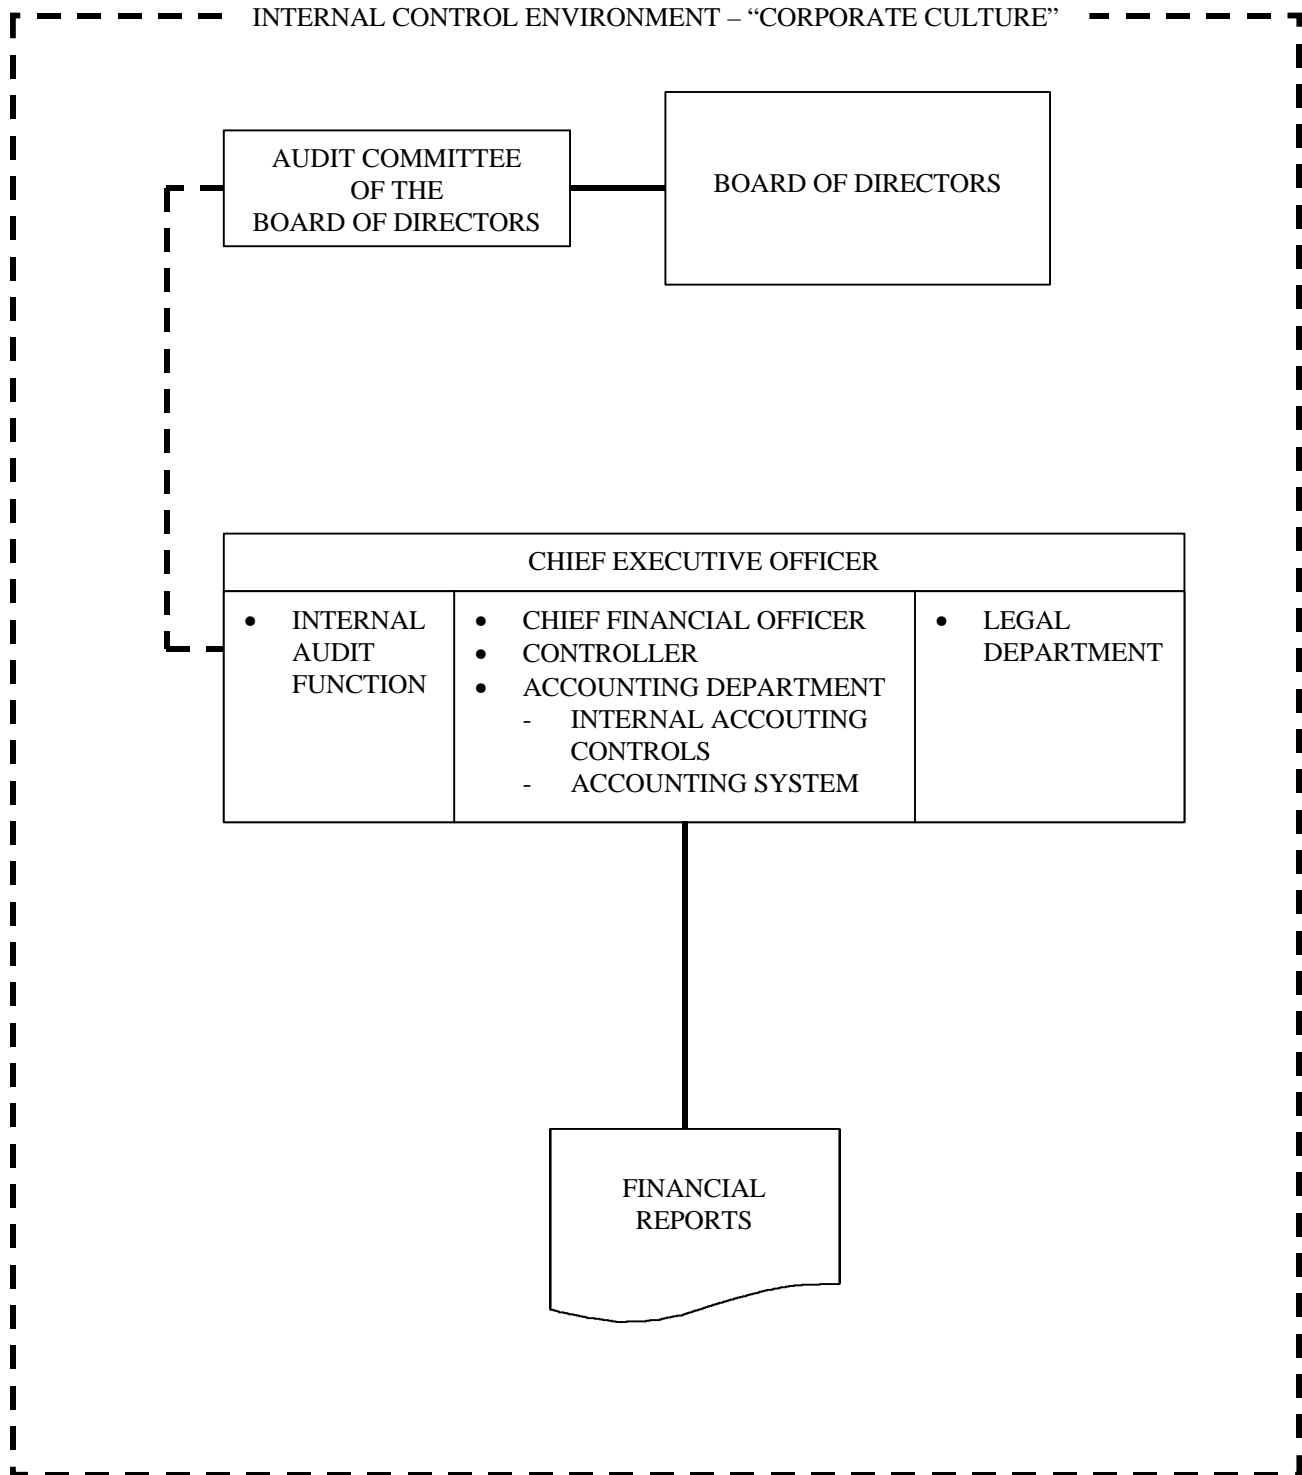 INTERNAL CONTROL ENVIRONMENT – “CORPORATE CULTURE”
AUDIT COMMITTEE
OF THE
BOARD OF DIRECTORS
BOARD OF DIRECTORS
CHIEF EXECUTIVE OFFICER
• INTERNAL
AUDIT
FUNCTION
• CHIEF FINANCIAL OFFICER
• CONTROLLER
• ACCOUNTING DEPARTMENT
- INTERNAL ACCOUTING
CONTROLS
- ACCOUNTING SYSTEM
• LEGAL
DEPARTMENT
FINANCIAL
REPORTS